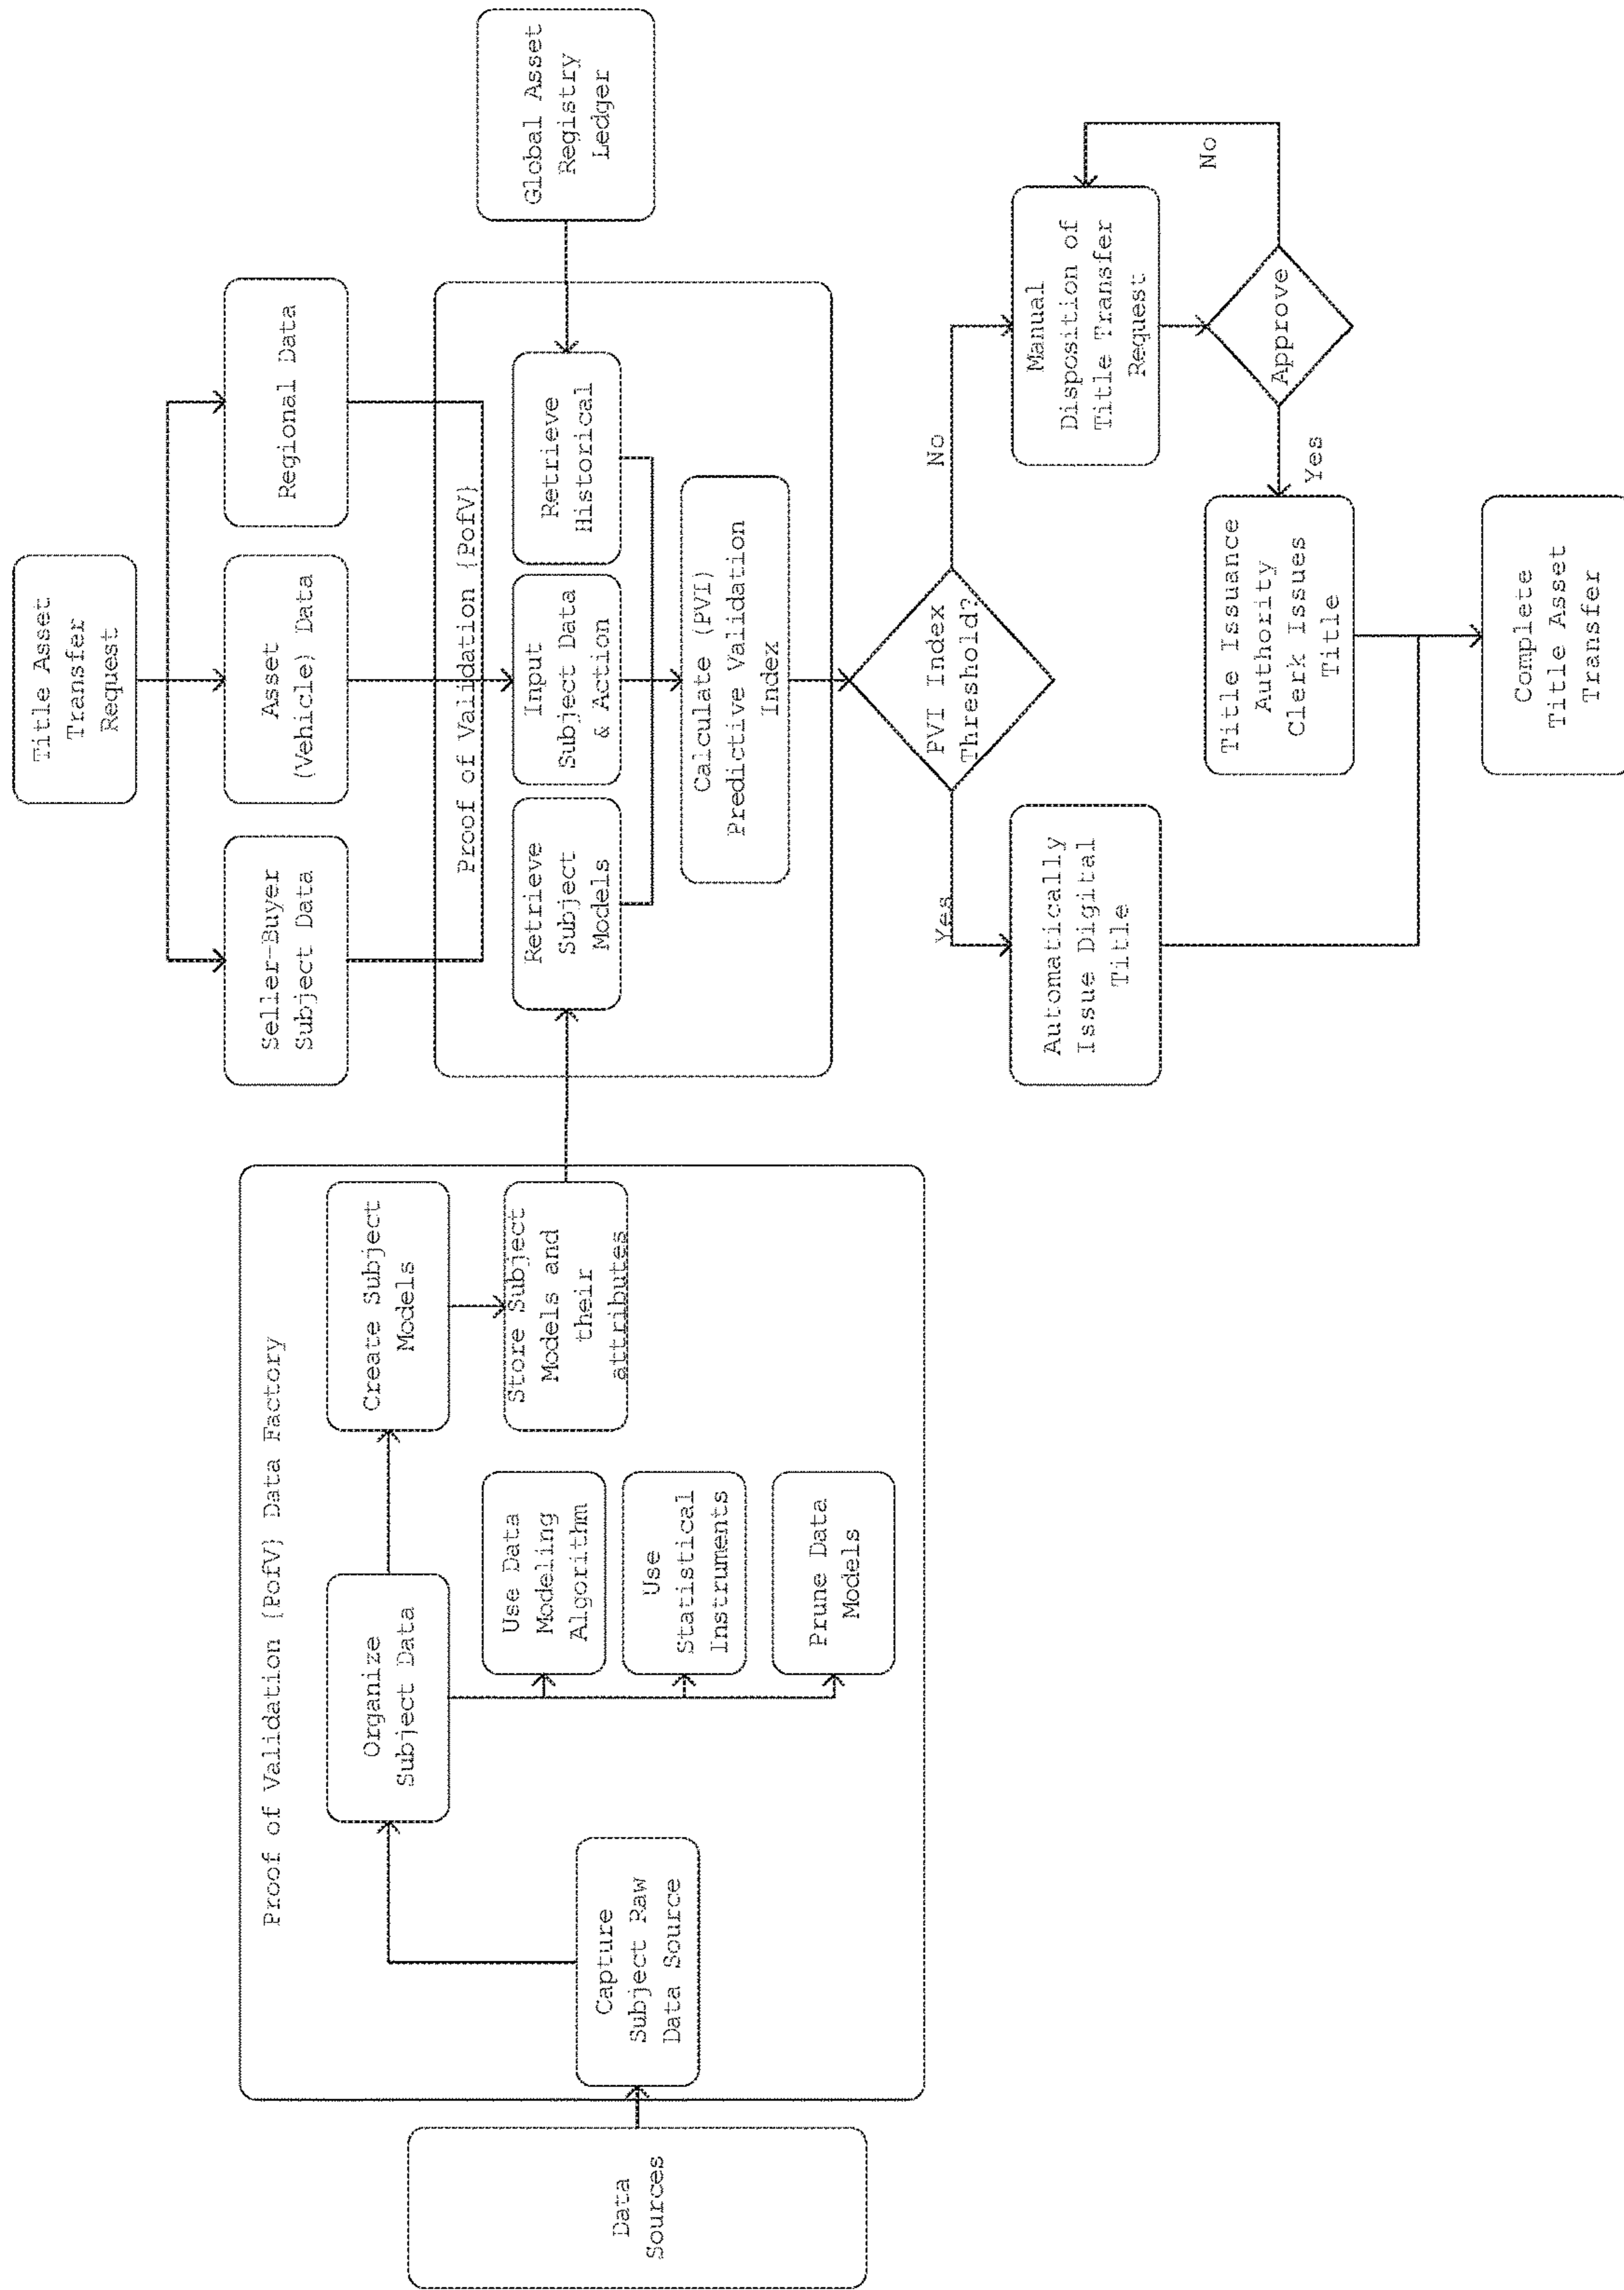 Title Asset
Transfer
Request
Seller-Buyer
Subject Data
Asset
(Vehicle) Data
Regional Data
Proof of Validation (PofV) Data Factory
Data
Sources
Capture
Subject Raw
Data Source
Organize
Subject Data
Use Data
Modeling
Algorithm
Use
Statistical
Instruments
Prune Data
Models
Create Subject
Models
Store Subject
Models and
their
attributes
Proof of Validation (PofV)
Retrieve
Subject
Models
Input
Subject Data
& Action
Retrieve
Historical
Global Asset
Registry
Ledger
Calculate (PVI)
Predictive Validation
Index
PVI Index
Threshold?
Yes
No
Automatically
Issue Digital
Title
Manual
Disposition of
Title Transfer
Request
Approve
No
Yes
Title Issuance
Authority
Clerk Issues
Title
Complete
Title Asset
Transfer